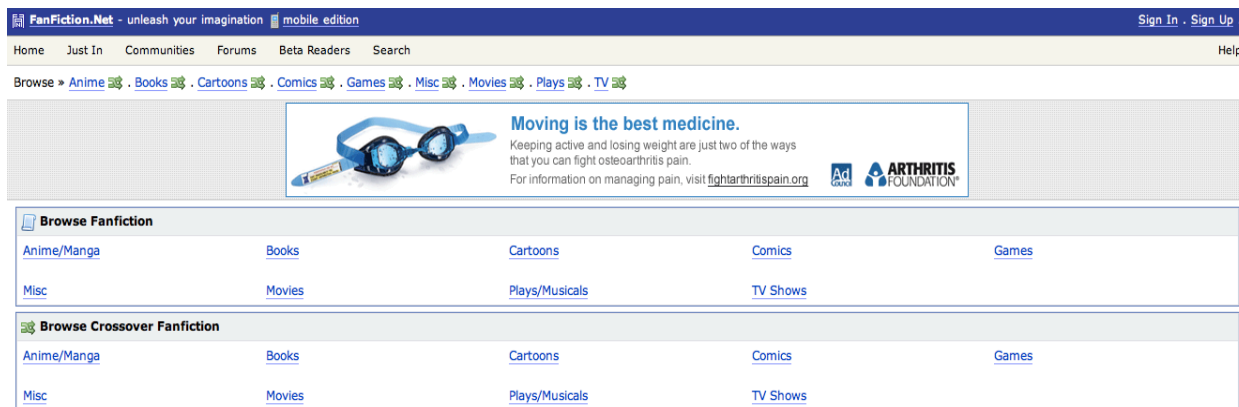 FanFiction.Net - unleash your imagination mobile edition Sign In . Sign Up
Home Just In Communities Forums Beta Readers Search Help
Browse » Anime . Books . Cartoons . Comics . Games . Misc . Movies . Plays . TV
Moving is the best medicine.
Keeping active and losing weight are just two of the ways
that you can fight osteoarthritis pain.
For information on managing pain, visit fightarthritispain.org
Ad COUNCIL
ARTHRITIS
FOUNDATION®
Browse Fanfiction
Anime/Manga Books Cartoons Comics Games
Misc Movies Plays/Musicals TV Shows
Browse Crossover Fanfiction
Anime/Manga Books Cartoons Comics Games
Misc Movies Plays/Musicals TV Shows